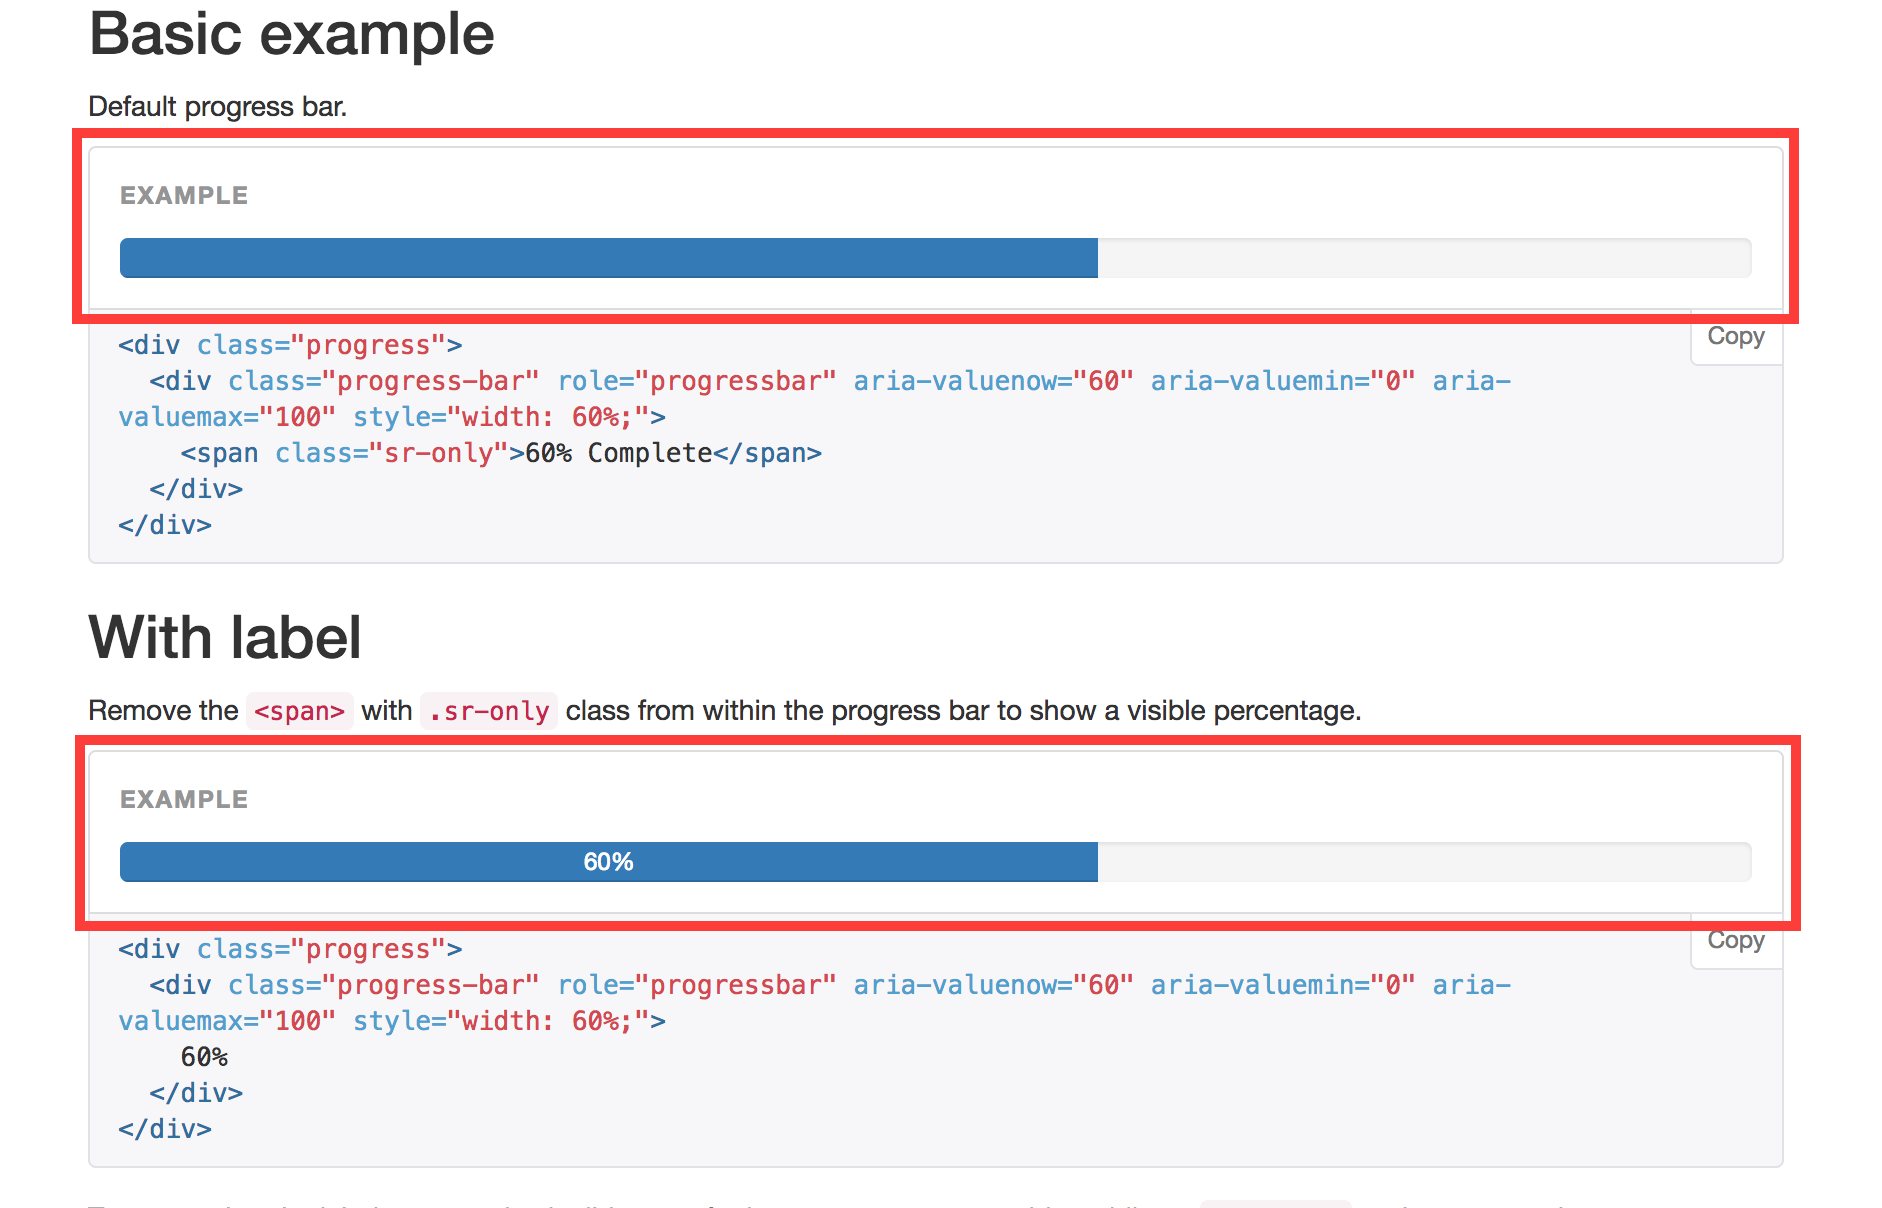 Basic example
Default progress bar.
EXAMPLE
Copy
<div class="progress">
  <div class="progress-bar" role="progressbar" aria-valuenow="60" aria-valuemin="0" aria-
valuemax="100" style="width: 60%;">
    <span class="sr-only">60% Complete</span>
  </div>
</div>
With label
Remove the <span> with .sr-only class from within the progress bar to show a visible percentage.
EXAMPLE
60%
Copy
<div class="progress">
  <div class="progress-bar" role="progressbar" aria-valuenow="60" aria-valuemin="0" aria-
valuemax="100" style="width: 60%;">
    60%
  </div>
</div>